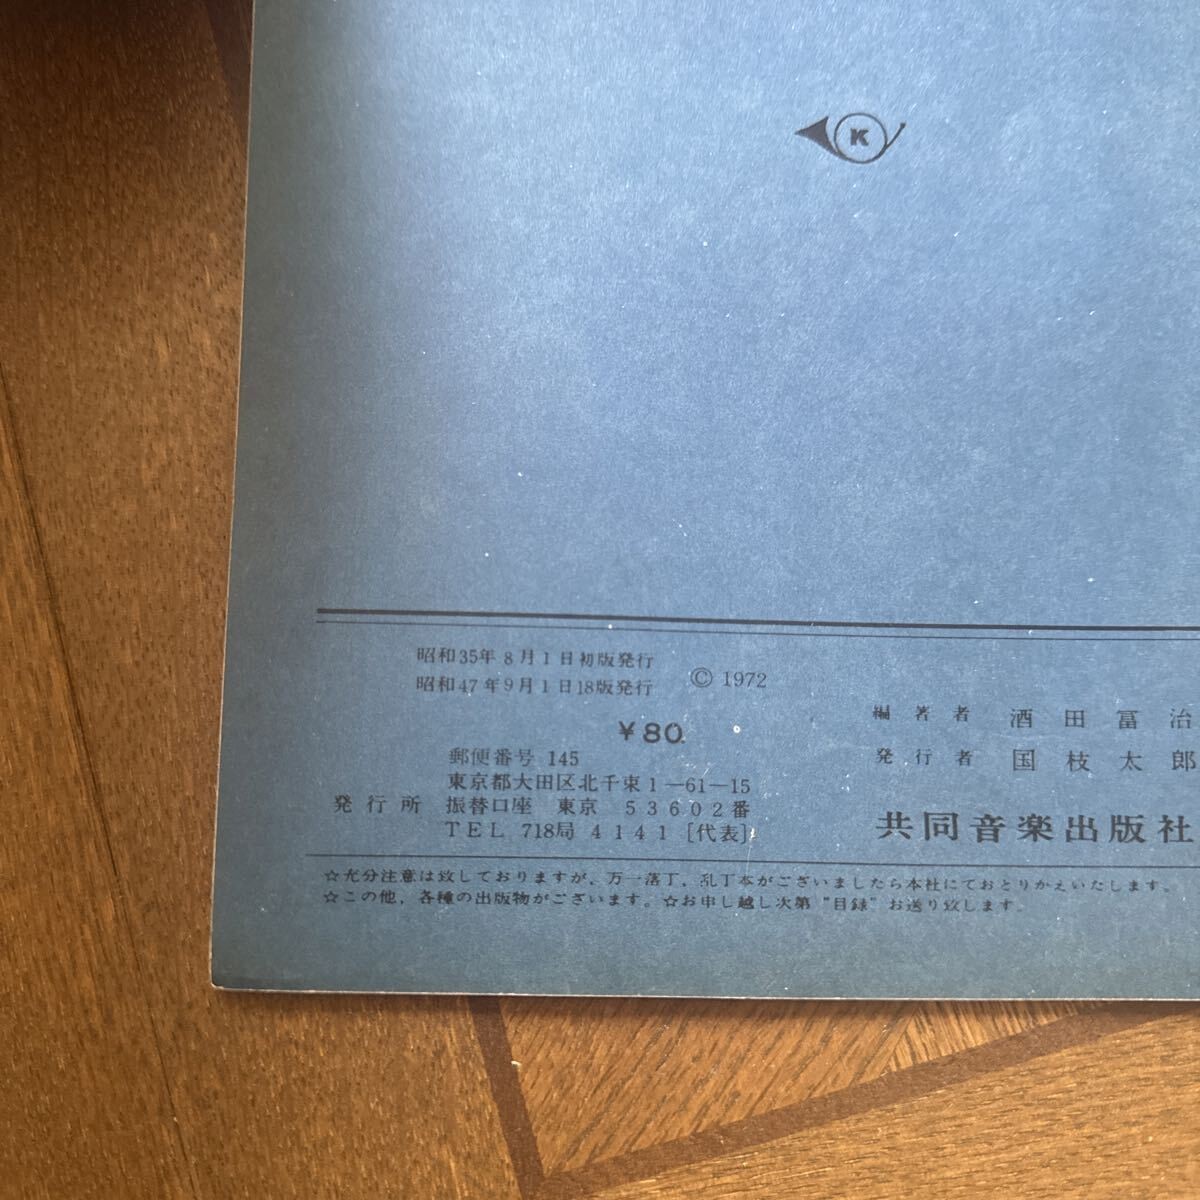 K
昭和35年8月1日初版発行
昭和47年9月1日18版発行
© 1972
¥80.
編著者 酒田冨治
発行者 国枝太郎
郵便番号 145
東京都大田区北千束1-61-15
発行所 振替口座 東京 53602番
TEL 718局 4141 [代表]
共同音楽出版社
☆充分注意は致しておりますが、万一落丁、乱丁本がございましたら本社にておとりかえいたします。
☆この他、各種の出版物がございます。☆お申し越し次第"目録"お送り致します。